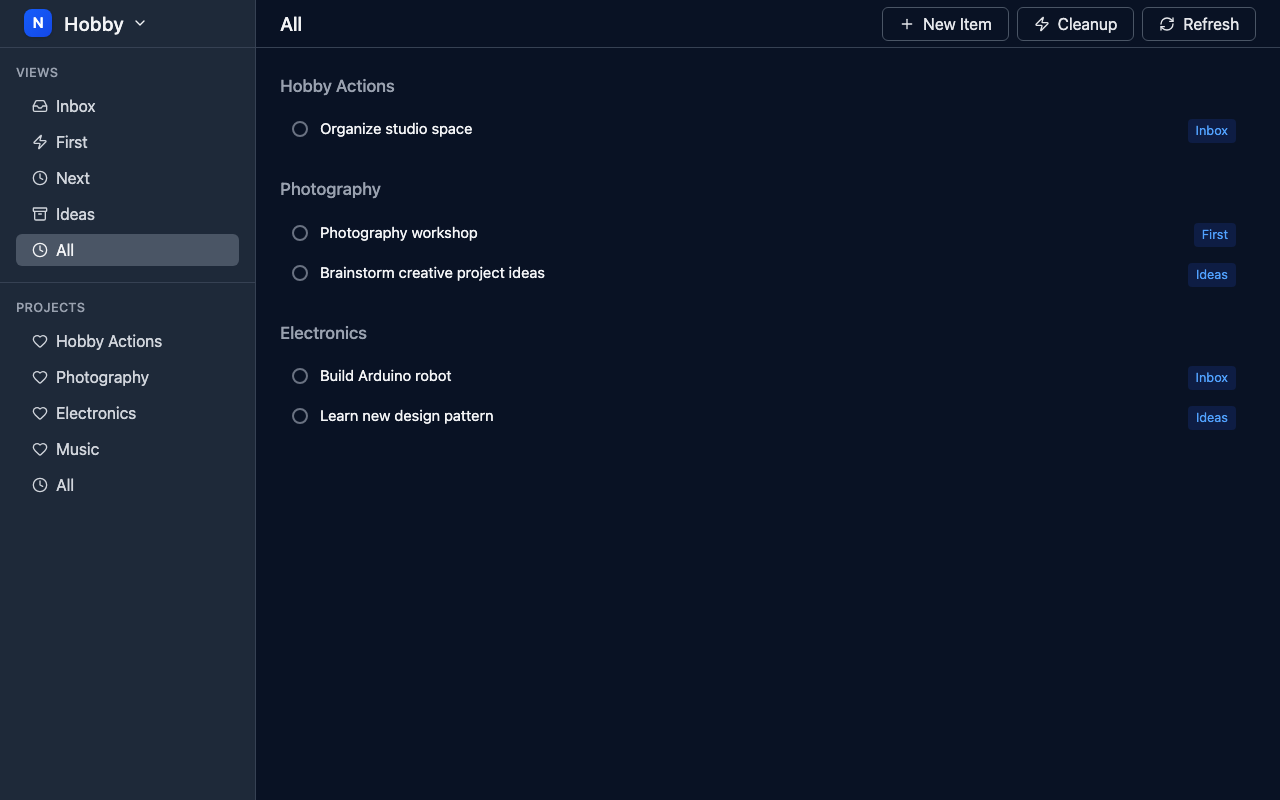 N Hobby
VIEWS
Inbox
First
Next
Ideas
All
PROJECTS
Hobby Actions
Photography
Electronics
Music
All
All
New Item
Cleanup
Refresh
Hobby Actions
Organize studio space Inbox
Photography
Photography workshop First
Brainstorm creative project ideas Ideas
Electronics
Build Arduino robot Inbox
Learn new design pattern Ideas